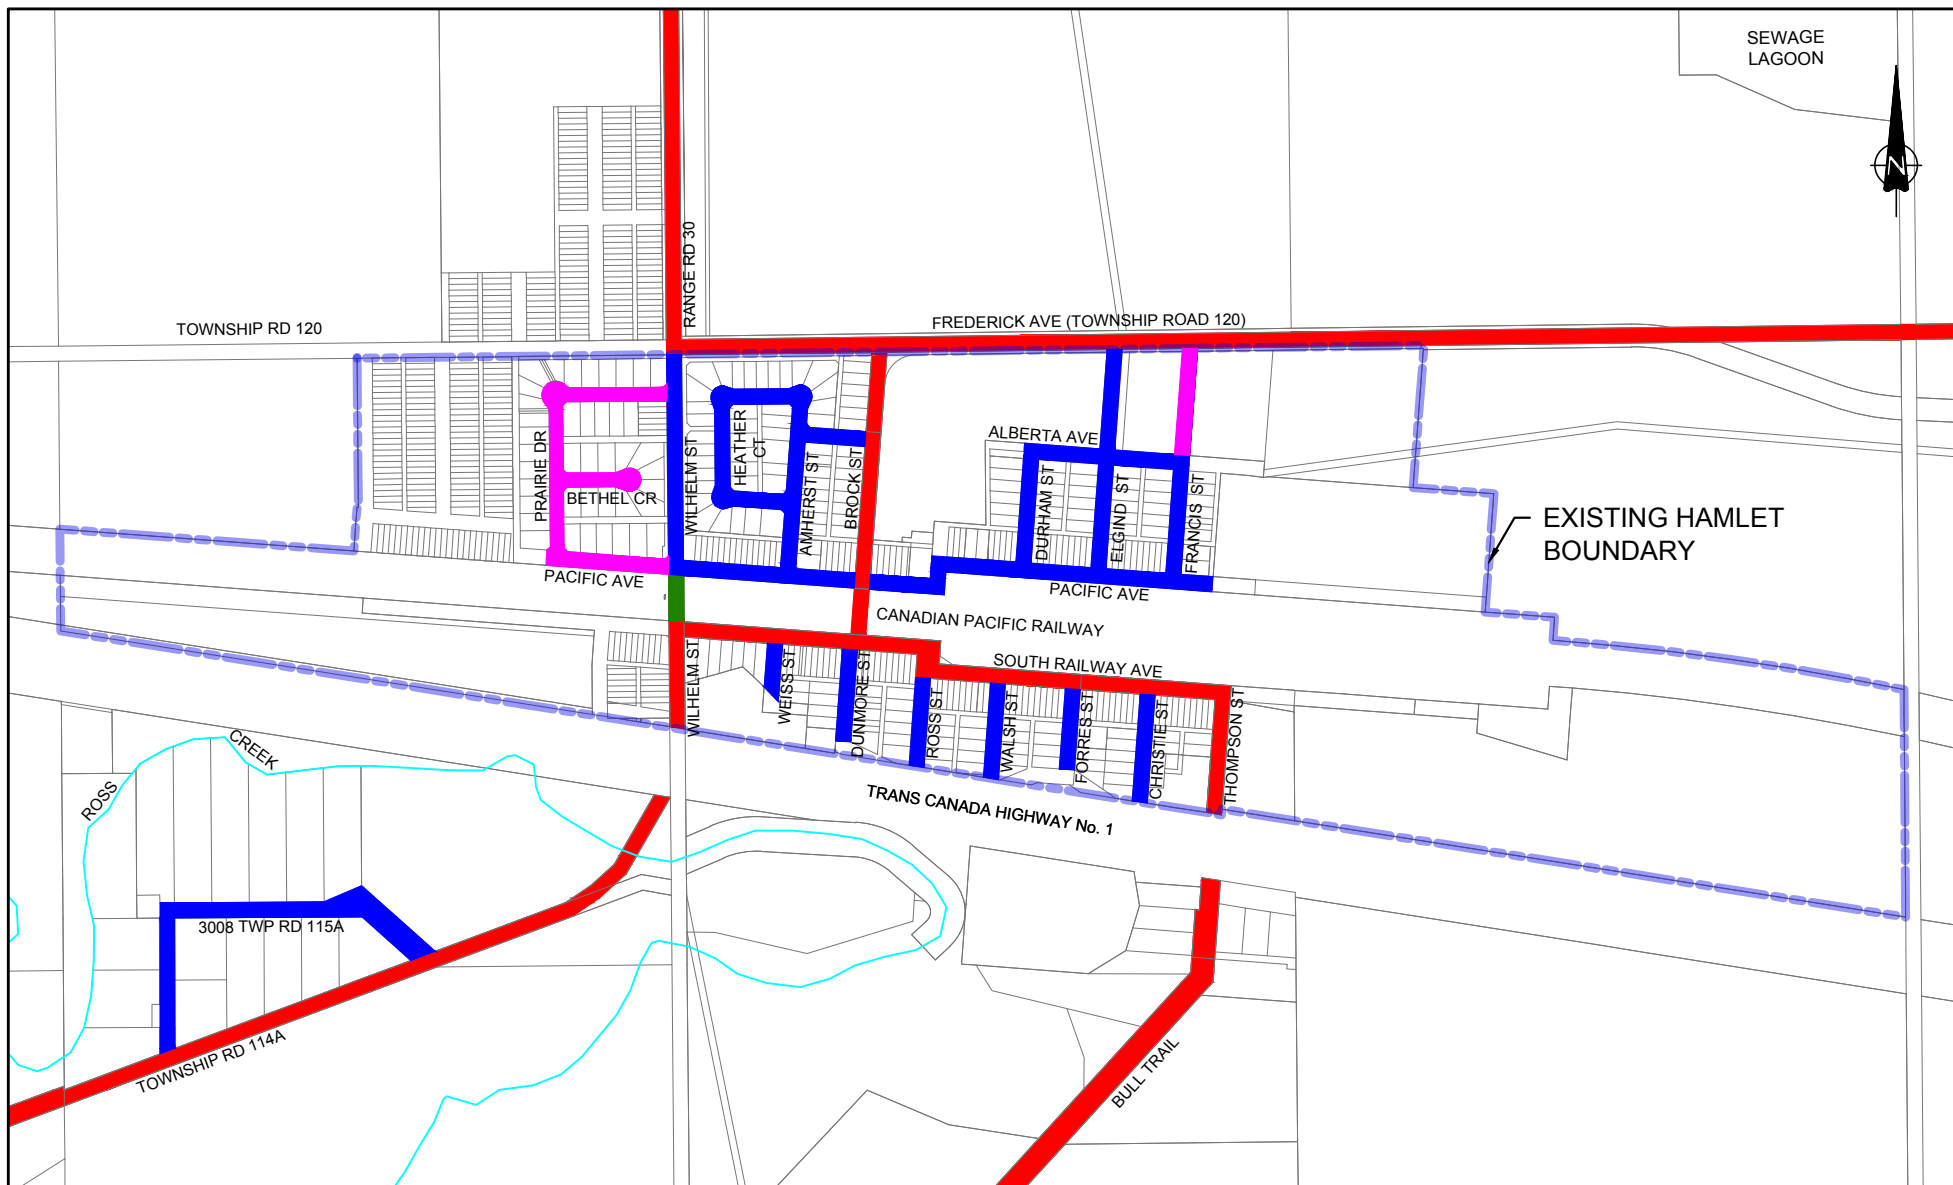 SEWAGE
LAGOON
N
RANGE RD 30
TOWNSHIP RD 120
FREDERICK AVE (TOWNSHIP ROAD 120)
PRAIRIE DR
BETHEL CR
WILHELM ST
HEATHER
CT
AMHERST ST
BROCK ST
ALBERTA AVE
DURHAM ST
ELGIND ST
FRANCIS ST
EXISTING HAMLET
BOUNDARY
PACIFIC AVE
PACIFIC AVE
CANADIAN PACIFIC RAILWAY
SOUTH RAILWAY AVE
WILHELM ST
WEISS ST
DUNMORE ST
ROSS ST
WALSH ST
FORRES ST
CHRISTIE ST
THOMPSON ST
TRANS CANADA HIGHWAY No. 1
ROSS
CREEK
3008 TWP RD 115A
TOWNSHIP RD 114A
BULL TRAIL